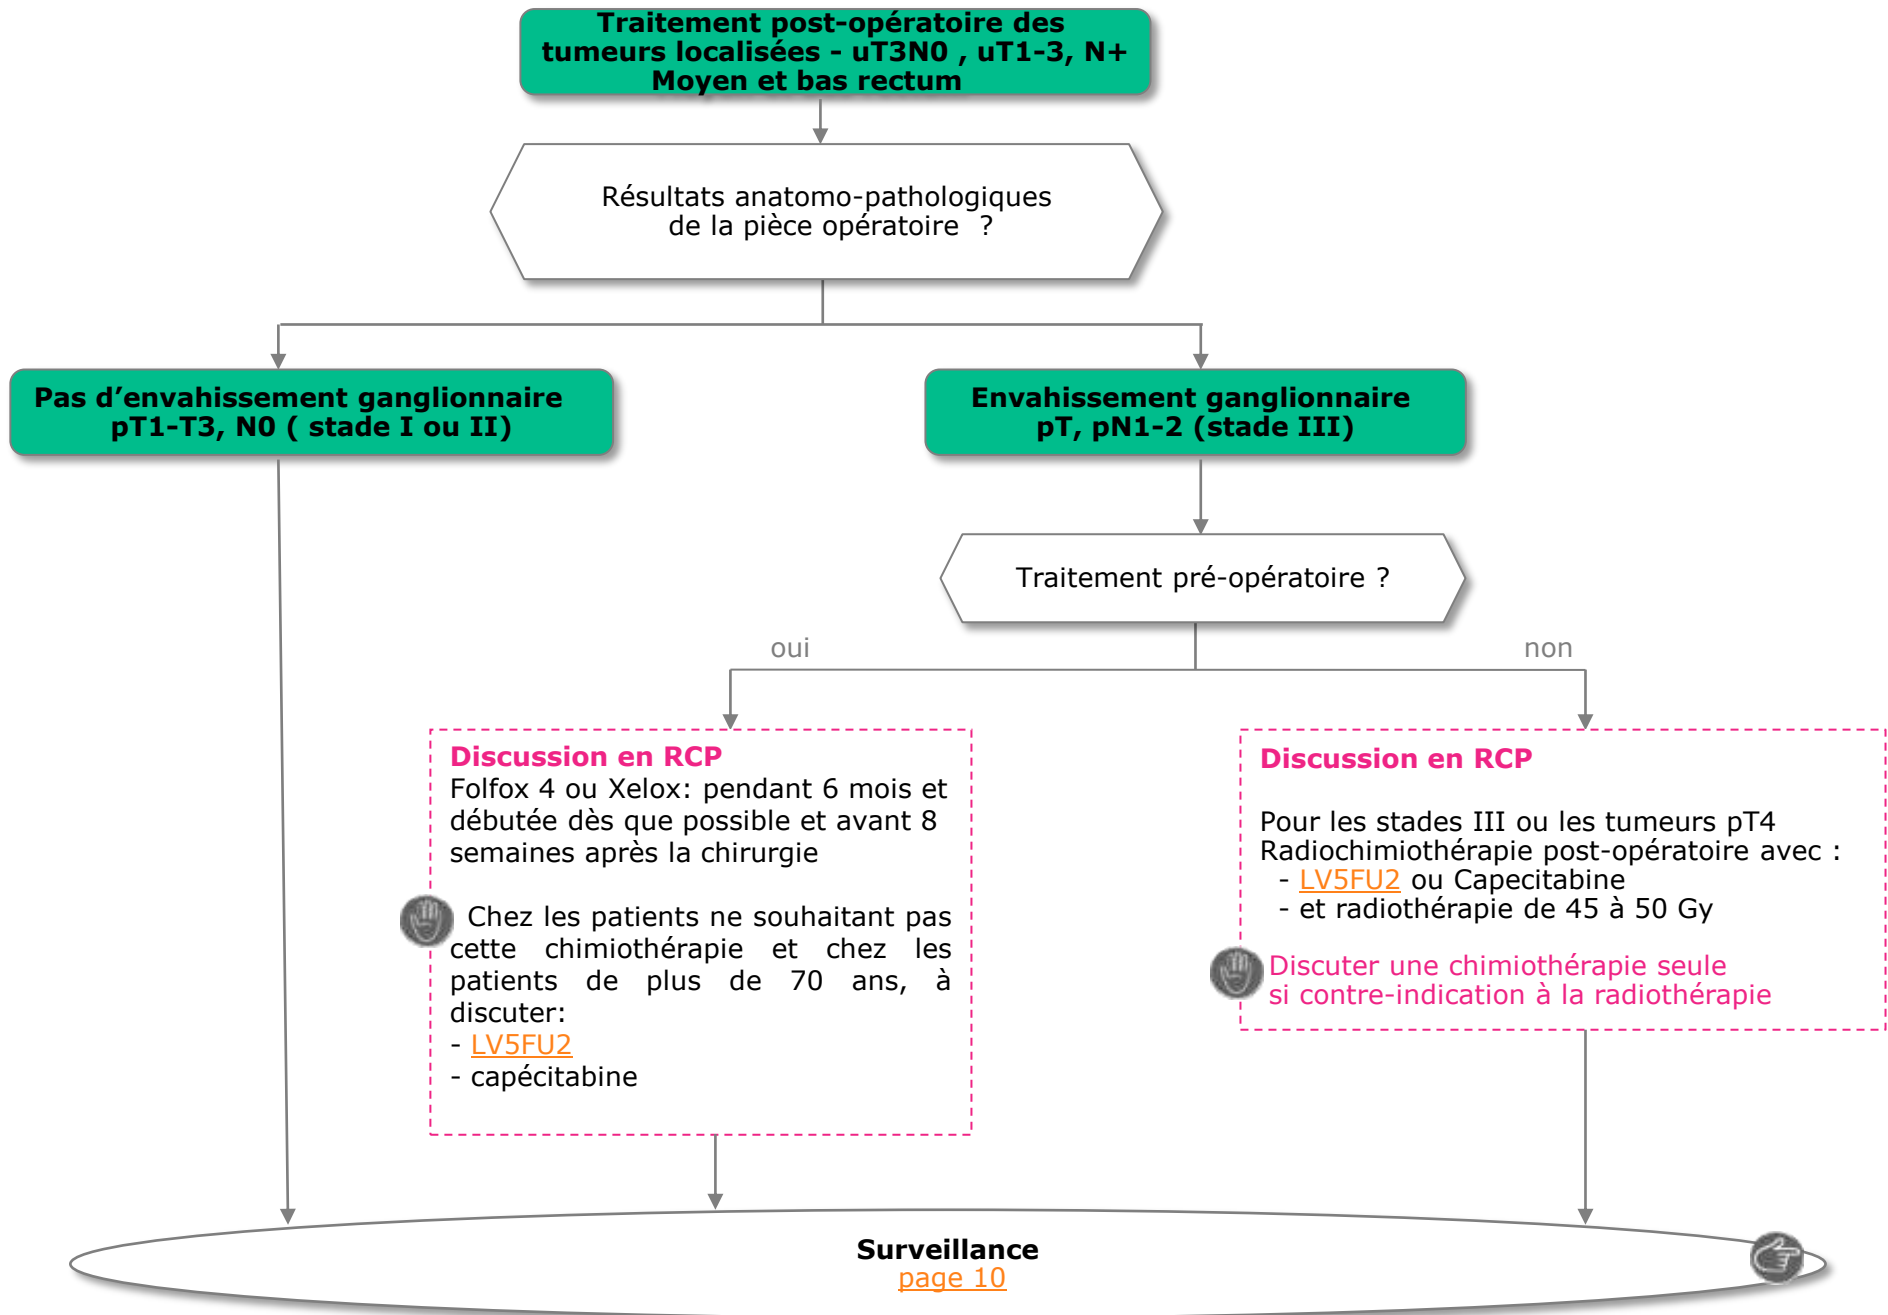 Traitement post-opératoire des
tumeurs localisées - uT3N0 , uT1-3, N+
Moyen et bas rectum
Résultats anatomo-pathologiques
de la pièce opératoire  ?
Pas d’envahissement ganglionnaire
pT1-T3, N0 ( stade I ou II)
Envahissement ganglionnaire
pT, pN1-2 (stade III)
Traitement pré-opératoire ?
oui
non
Discussion en RCP
Folfox 4 ou Xelox: pendant 6 mois et
débutée dès que possible et avant 8
semaines après la chirurgie
Chez les patients ne souhaitant pas
cette chimiothérapie et chez les
patients de plus de 70 ans, à
discuter:
- LV5FU2
- capécitabine
Discussion en RCP
Pour les stades III ou les tumeurs pT4
Radiochimiothérapie post-opératoire avec :
- LV5FU2 ou Capecitabine
- et radiothérapie de 45 à 50 Gy
Discuter une chimiothérapie seule
si contre-indication à la radiothérapie
Surveillance
page 10